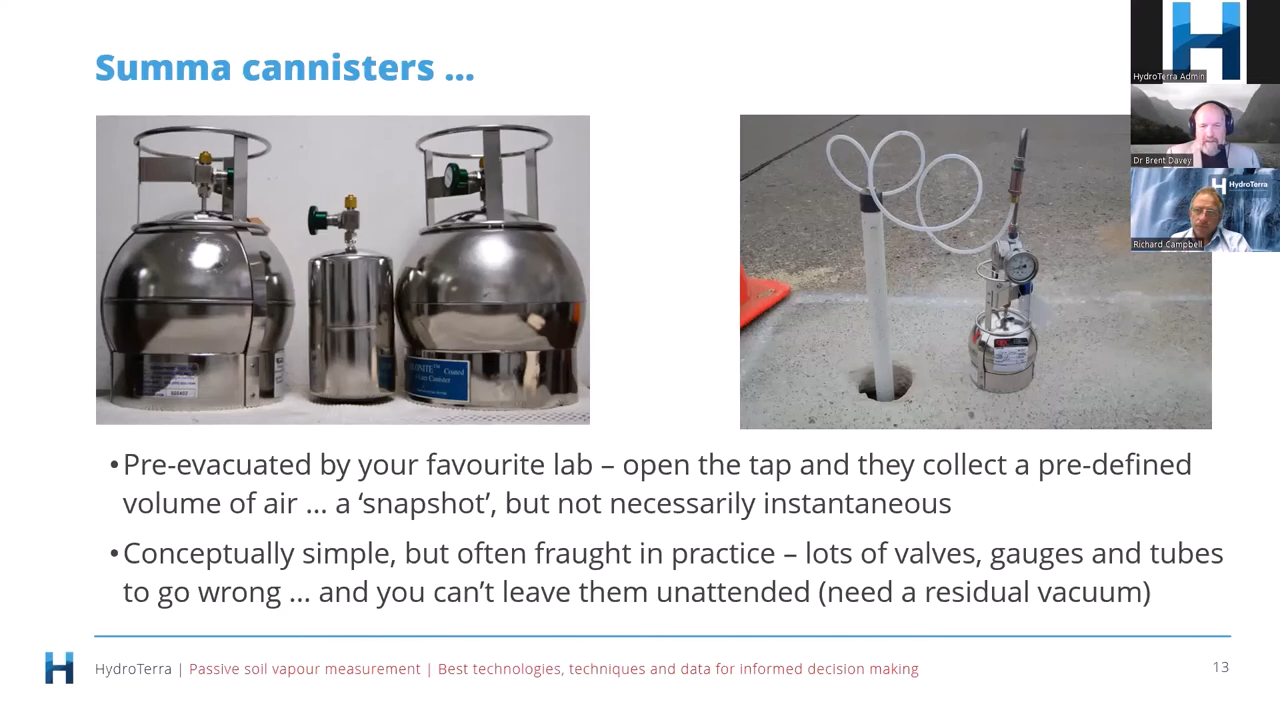 Summa cannisters ...
HydroTerra Admin
Dr Brent Davey
HydroTerra
Richard Campbell
Coated
Canister
•Pre-evacuated by your favourite lab – open the tap and they collect a pre-defined
volume of air ... a ‘snapshot’, but not necessarily instantaneous
•Conceptually simple, but often fraught in practice – lots of valves, gauges and tubes
to go wrong ... and you can’t leave them unattended (need a residual vacuum)
HydroTerra | Passive soil vapour measurement | Best technologies, techniques and data for informed decision making
13